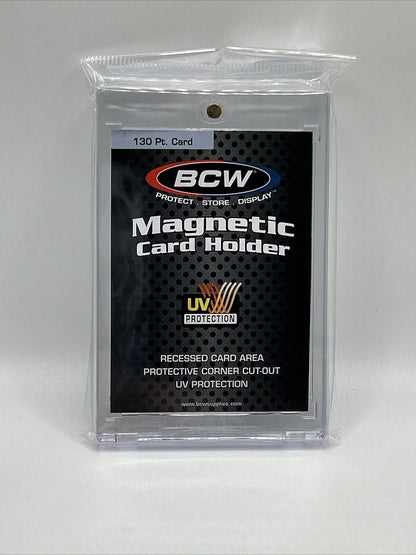 130 Pt. Card
BCW
PROTECT . STORE . DISPLAY™
Magnetic
Card Holder
UV
PROTECTION
RECESSED CARD AREA
PROTECTIVE CORNER CUT-OUT
UV PROTECTION
www.bcwsupplies.com